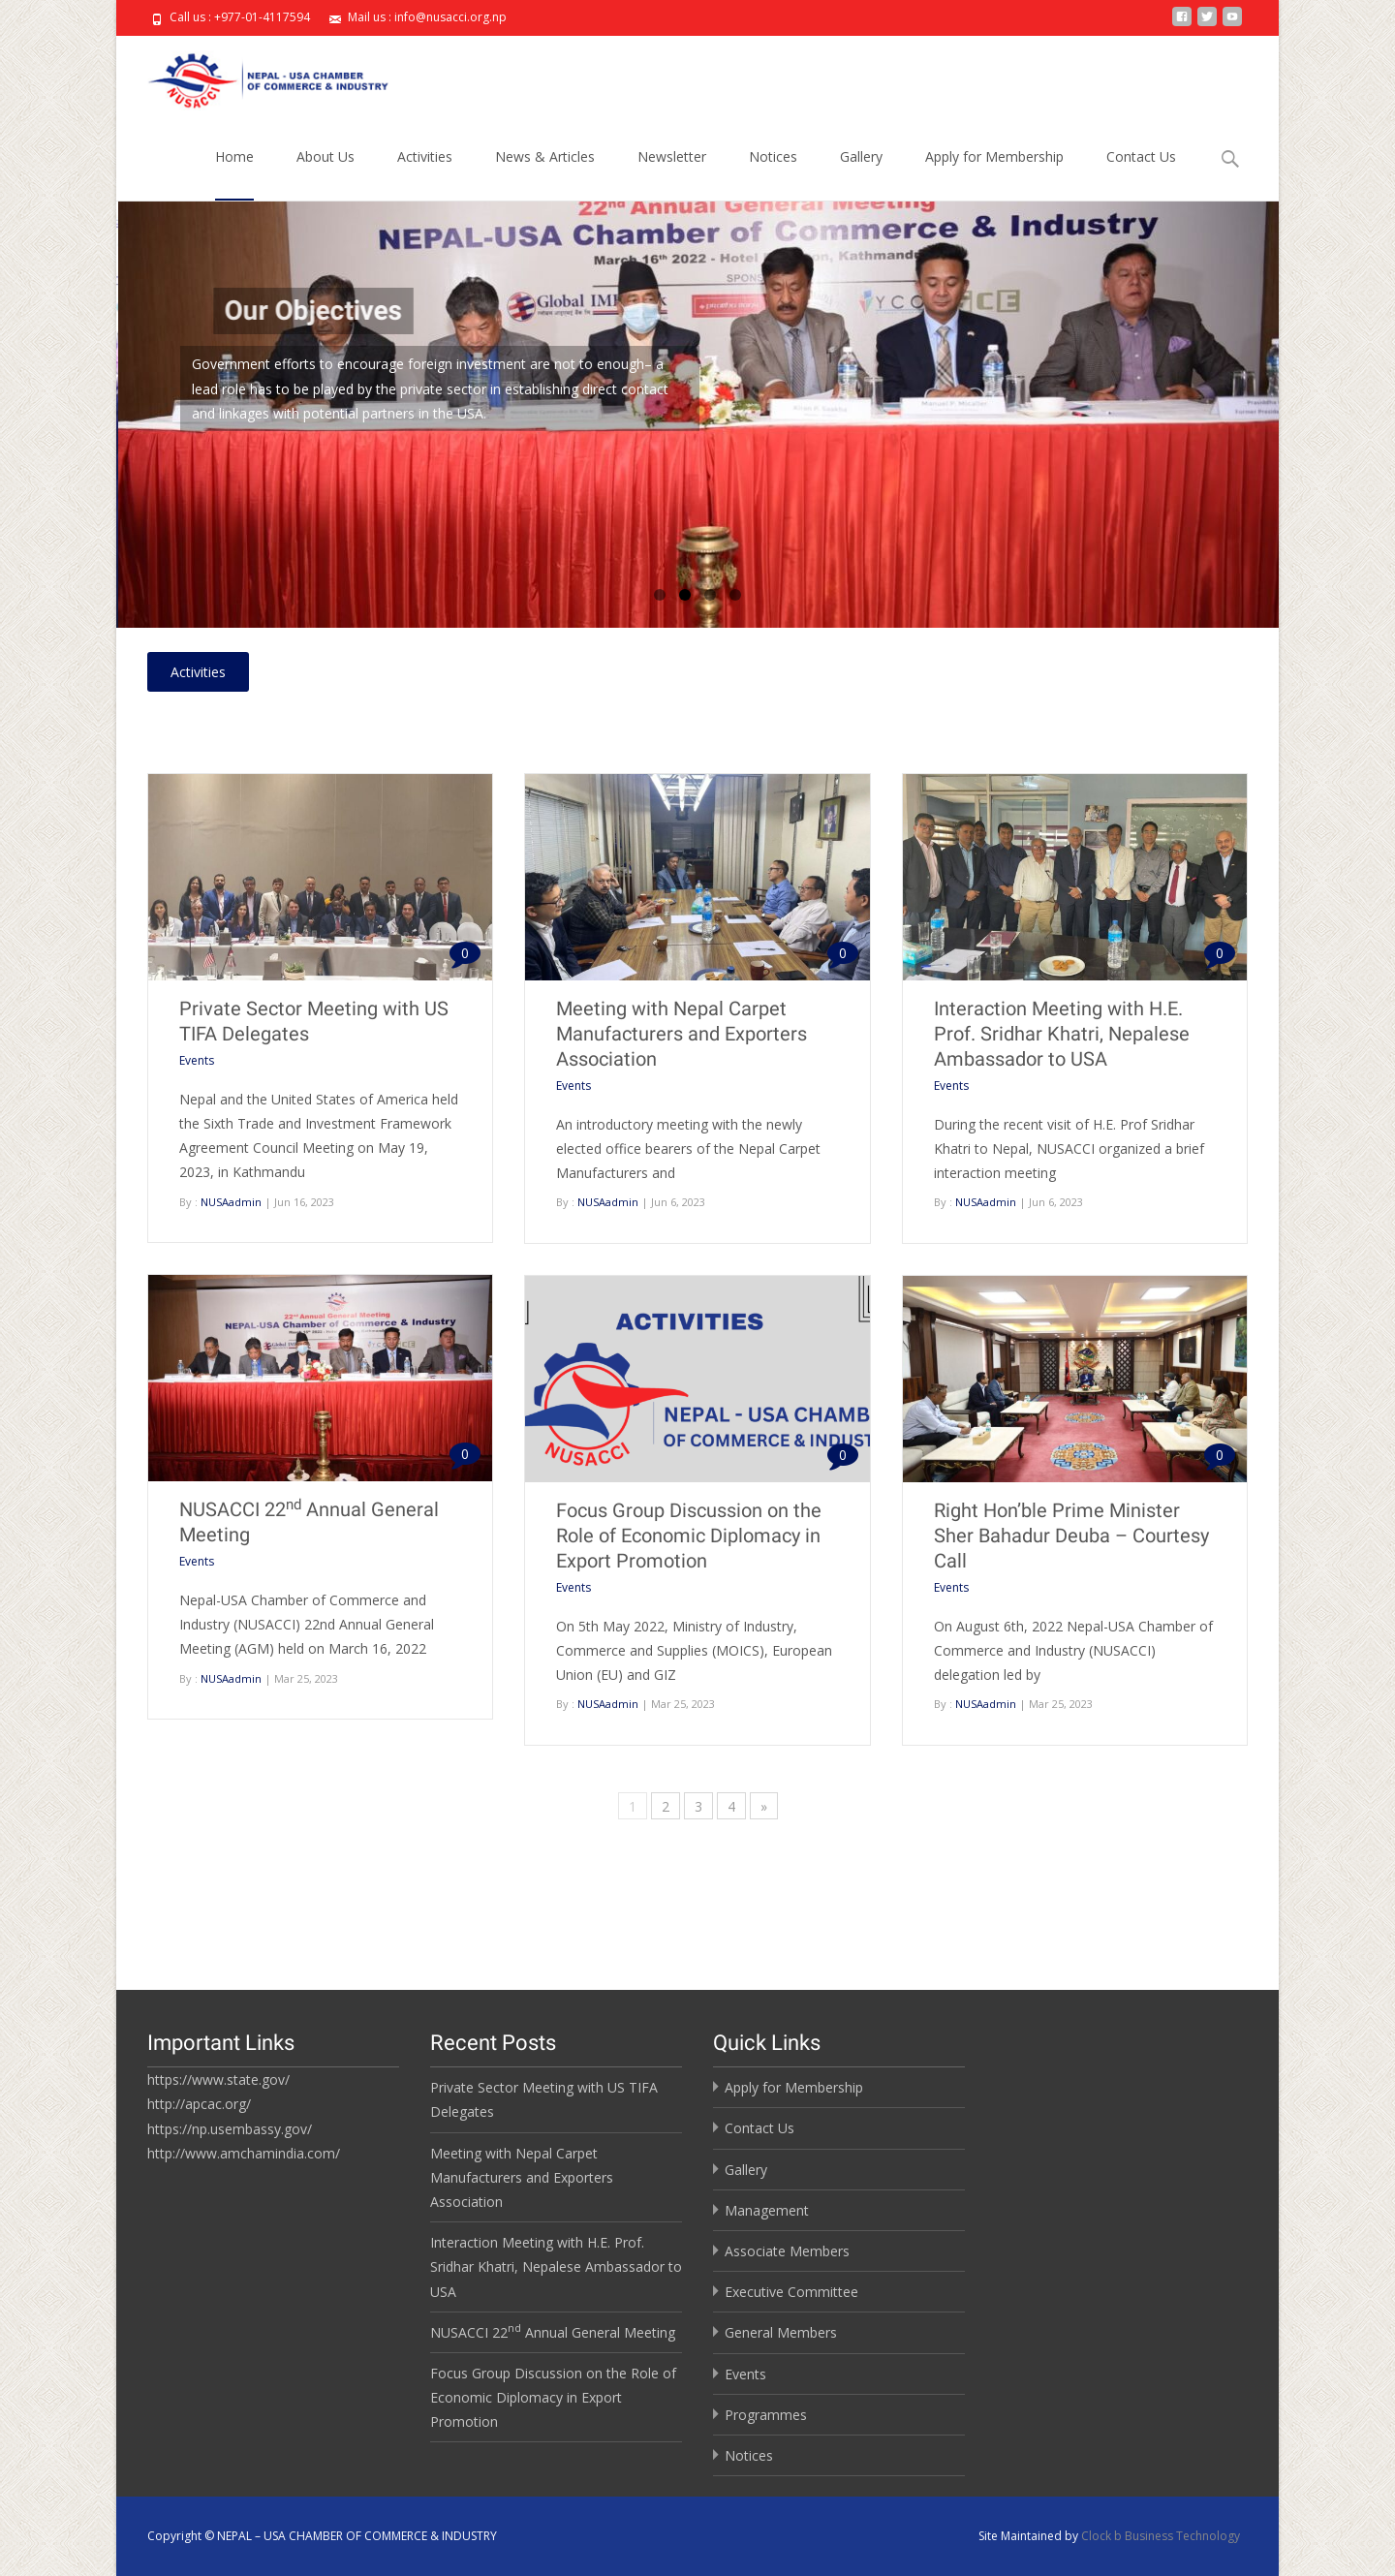 Call us : +977-01-4117594 Mail us : info@nusacci.org.np
NEPAL - USA CHAMBER
OF COMMERCE & INDUSTRY
NUSACCI
Home About Us Activities News & Articles Newsletter Notices Gallery Apply for Membership Contact Us
22nd Annual General Meeting
NEPAL-USA Chamber of Commerce & Industry
March 16th 2022 - Hotel Kathmandu
SPONS
Global IME Bank
Our Objectives
Government efforts to encourage foreign investment are not to enough– a
lead role has to be played by the private sector in establishing direct contact
and linkages with potential partners in the USA.
Activities
0
0
0
Private Sector Meeting with US
TIFA Delegates
Events
Nepal and the United States of America held
the Sixth Trade and Investment Framework
Agreement Council Meeting on May 19,
2023, in Kathmandu
By : NUSAadmin | Jun 16, 2023
Meeting with Nepal Carpet
Manufacturers and Exporters
Association
Events
An introductory meeting with the newly
elected office bearers of the Nepal Carpet
Manufacturers and
By : NUSAadmin | Jun 6, 2023
Interaction Meeting with H.E.
Prof. Sridhar Khatri, Nepalese
Ambassador to USA
Events
During the recent visit of H.E. Prof Sridhar
Khatri to Nepal, NUSACCI organized a brief
interaction meeting
By : NUSAadmin | Jun 6, 2023
22nd Annual General Meeting
NEPAL-USA Chamber of Commerce & Industry
0
NUSACCI 22nd Annual General
Meeting
Events
Nepal-USA Chamber of Commerce and
Industry (NUSACCI) 22nd Annual General
Meeting (AGM) held on March 16, 2022
By : NUSAadmin | Mar 25, 2023
ACTIVITIES
NEPAL - USA CHAMB
OF COMMERCE & INDUST
NUSACCI
0
Focus Group Discussion on the
Role of Economic Diplomacy in
Export Promotion
Events
On 5th May 2022, Ministry of Industry,
Commerce and Supplies (MOICS), European
Union (EU) and GIZ
By : NUSAadmin | Mar 25, 2023
0
Right Hon’ble Prime Minister
Sher Bahadur Deuba – Courtesy
Call
Events
On August 6th, 2022 Nepal-USA Chamber of
Commerce and Industry (NUSACCI)
delegation led by
By : NUSAadmin | Mar 25, 2023
1 2 3 4 »
Important Links
https://www.state.gov/
http://apcac.org/
https://np.usembassy.gov/
http://www.amchamindia.com/
Recent Posts
Private Sector Meeting with US TIFA
Delegates
Meeting with Nepal Carpet
Manufacturers and Exporters
Association
Interaction Meeting with H.E. Prof.
Sridhar Khatri, Nepalese Ambassador to
USA
NUSACCI 22nd Annual General Meeting
Focus Group Discussion on the Role of
Economic Diplomacy in Export
Promotion
Quick Links
Apply for Membership
Contact Us
Gallery
Management
Associate Members
Executive Committee
General Members
Events
Programmes
Notices
Copyright © NEPAL – USA CHAMBER OF COMMERCE & INDUSTRY
Site Maintained by Clock b Business Technology